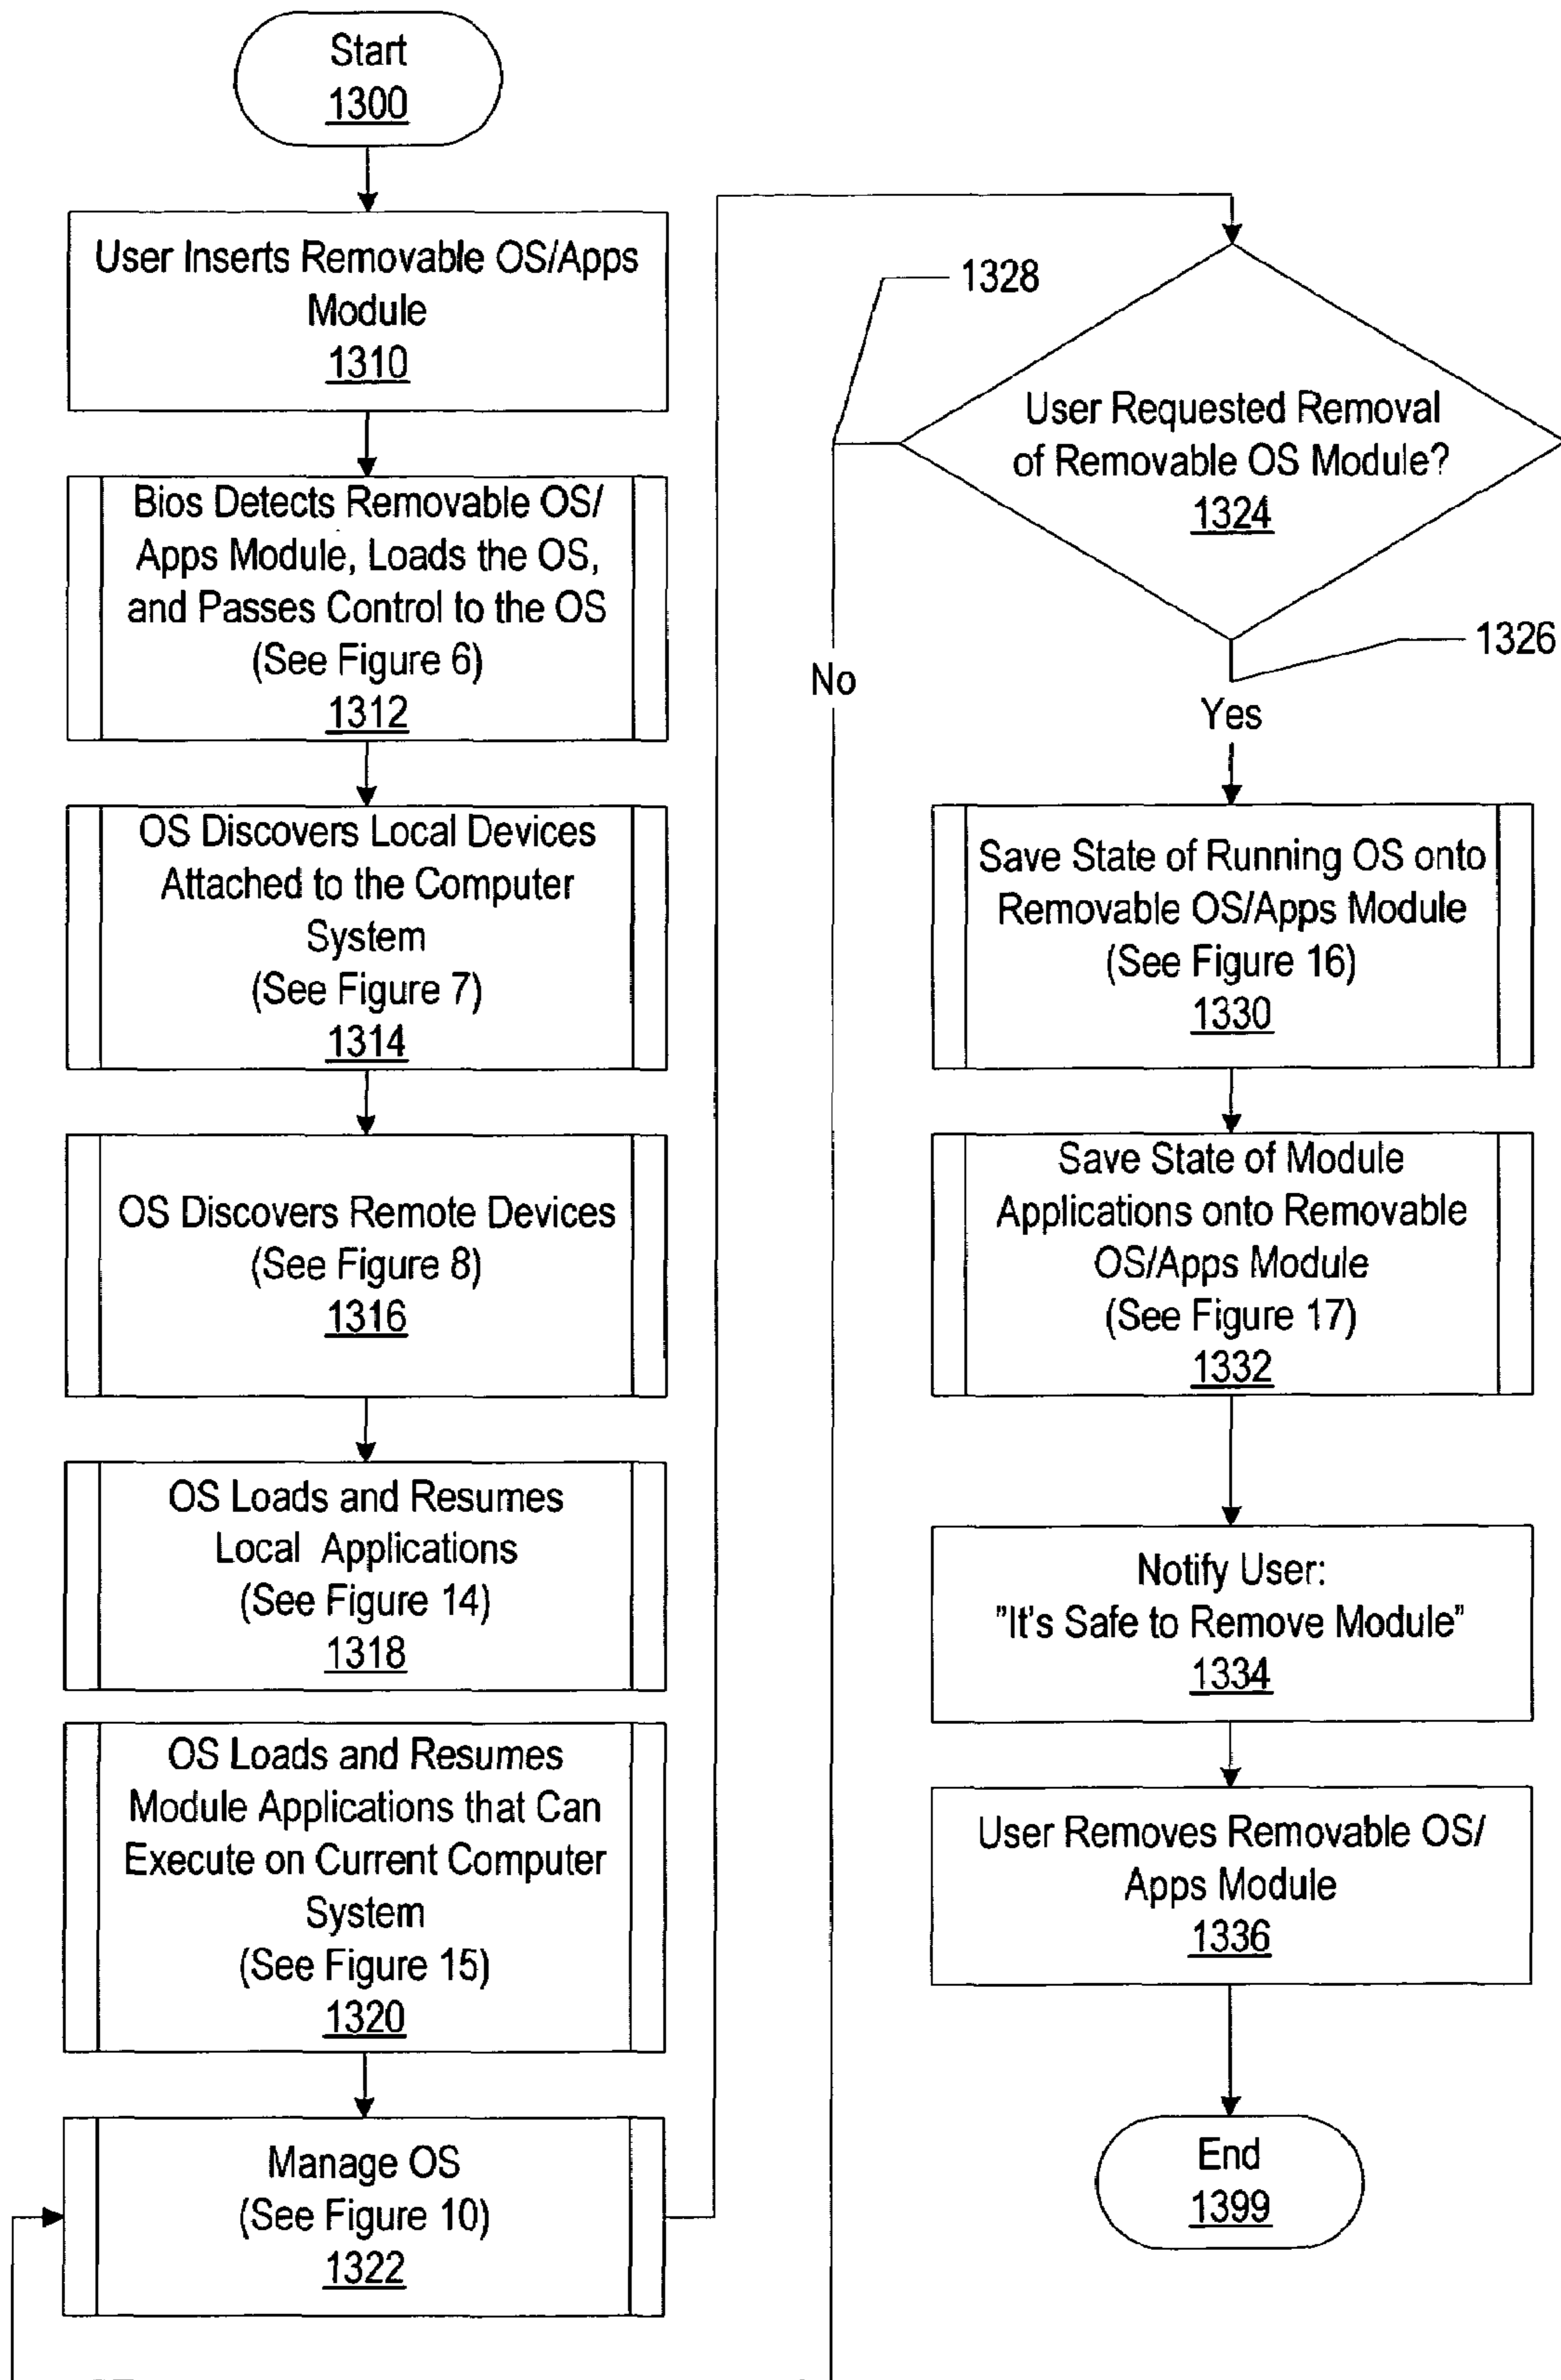 Start
1300
User Inserts Removable OS/Apps
Module
1310
Bios Detects Removable OS/
Apps Module, Loads the OS,
and Passes Control to the OS
(See Figure 6)
1312
OS Discovers Local Devices
Attached to the Computer
System
(See Figure 7)
1314
OS Discovers Remote Devices
(See Figure 8)
1316
OS Loads and Resumes
Local Applications
(See Figure 14)
1318
OS Loads and Resumes
Module Applications that Can
Execute on Current Computer
System
(See Figure 15)
1320
Manage OS
(See Figure 10)
1322
1328
User Requested Removal
of Removable OS Module?
1324
1326
No
Yes
Save State of Running OS onto
Removable OS/Apps Module
(See Figure 16)
1330
Save State of Module
Applications onto Removable
OS/Apps Module
(See Figure 17)
1332
Notify User:
"It's Safe to Remove Module"
1334
User Removes Removable OS/
Apps Module
1336
End
1399